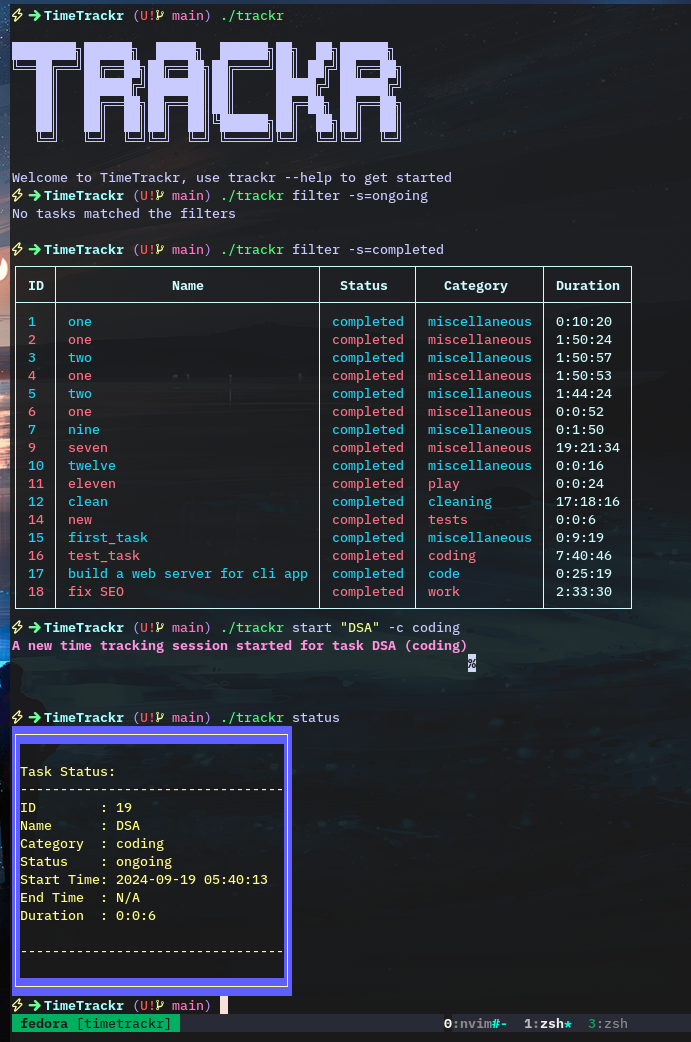 TimeTrackr (U! main) ./trackr
TRACKR
Welcome to TimeTrackr, use trackr --help to get started
TimeTrackr (U! main) ./trackr filter -s=ongoing
No tasks matched the filters
TimeTrackr (U! main) ./trackr filter -s=completed
ID Name Status Category Duration
1 one completed miscellaneous 0:10:20
2 one completed miscellaneous 1:50:24
3 two completed miscellaneous 1:50:57
4 one completed miscellaneous 1:50:53
5 two completed miscellaneous 1:44:24
6 one completed miscellaneous 0:0:52
7 nine completed miscellaneous 0:1:50
9 seven completed miscellaneous 19:21:34
10 twelve completed miscellaneous 0:0:16
11 eleven completed play 0:0:24
12 clean completed cleaning 17:18:16
14 new completed tests 0:0:6
15 first_task completed miscellaneous 0:9:19
16 test_task completed coding 7:40:46
17 build a web server for cli app completed code 0:25:19
18 fix SEO completed work 2:33:30
TimeTrackr (U! main) ./trackr start "DSA" -c coding
A new time tracking session started for task DSA (coding)
%
TimeTrackr (U! main) ./trackr status
Task Status:
---------------------------------
ID : 19
Name : DSA
Category : coding
Status : ongoing
Start Time: 2024-09-19 05:40:13
End Time : N/A
Duration : 0:0:6
---------------------------------
TimeTrackr (U! main)
fedora [timetrackr] 0:nvim#- 1:zsh* 3:zsh